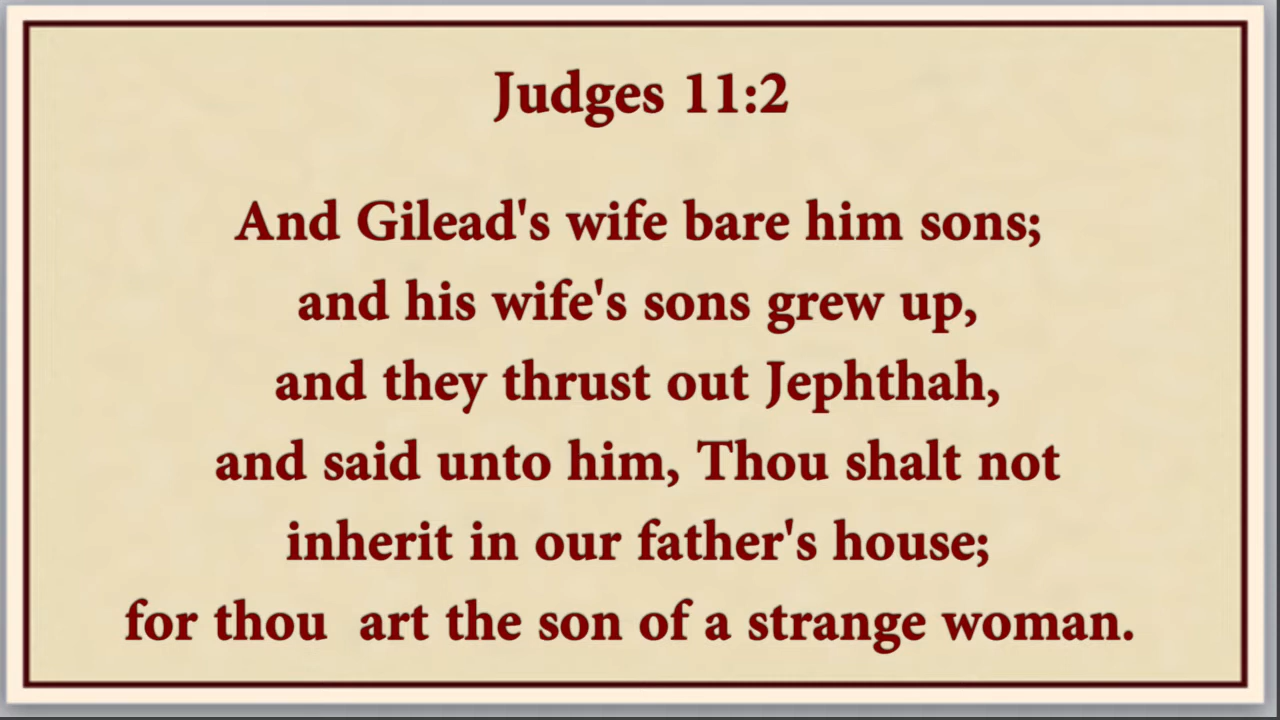 Judges 11:2
And Gilead's wife bare him sons;
and his wife's sons grew up,
and they thrust out Jephthah,
and said unto him, Thou shalt not
inherit in our father's house;
for thou  art the son of a strange woman.